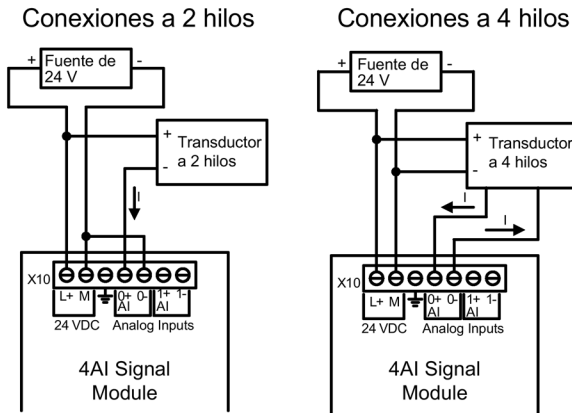 Conexiones a 2 hilos
+ Fuente de 24 V -
+ Transductor
- a 2 hilos
I
X10
L+ M 0+ 0- 1+ 1-
AI AI
24 VDC Analog Inputs
4AI Signal
Module
Conexiones a 4 hilos
+ Fuente de 24 V -
+ Transductor
- a 4 hilos
I
I
X10
L+ M 0+ 0- 1+ 1-
AI AI
24 VDC Analog Inputs
4AI Signal
Module